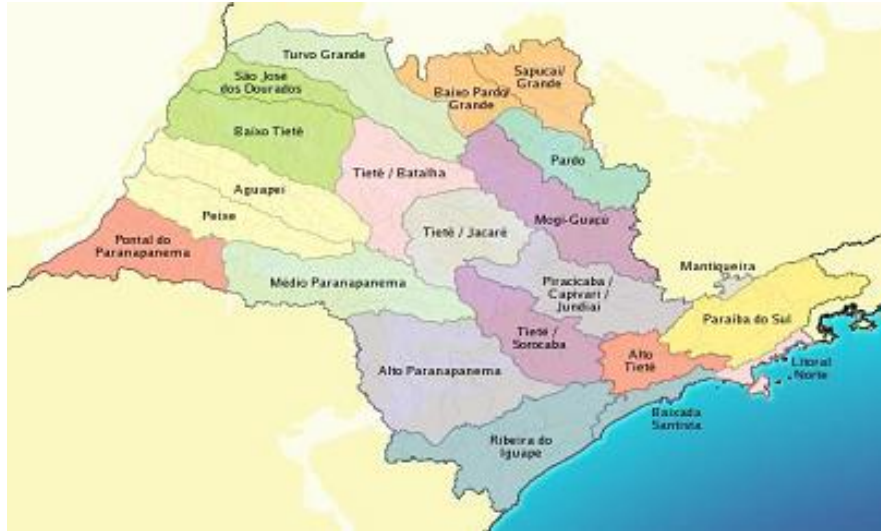 Turvo Grande
São José
dos Dourados
Baixo Tietê
Baixo Pardo/
Grande
Sapucaí/
Grande
Pardo
Tietê / Batalha
Aguapeí
Peixe
Mogi-Guaçú
Tietê / Jacaré
Pontal do
Paranapanema
Médio Paranapanema
Piracicaba /
Capivari /
Jundiaí
Mantiqueira
Paraíba do Sul
Tietê /
Sorocaba
Alto
Tietê
Litoral
Norte
Alto Paranapanema
Baixada
Santista
Ribeira do
Iguape